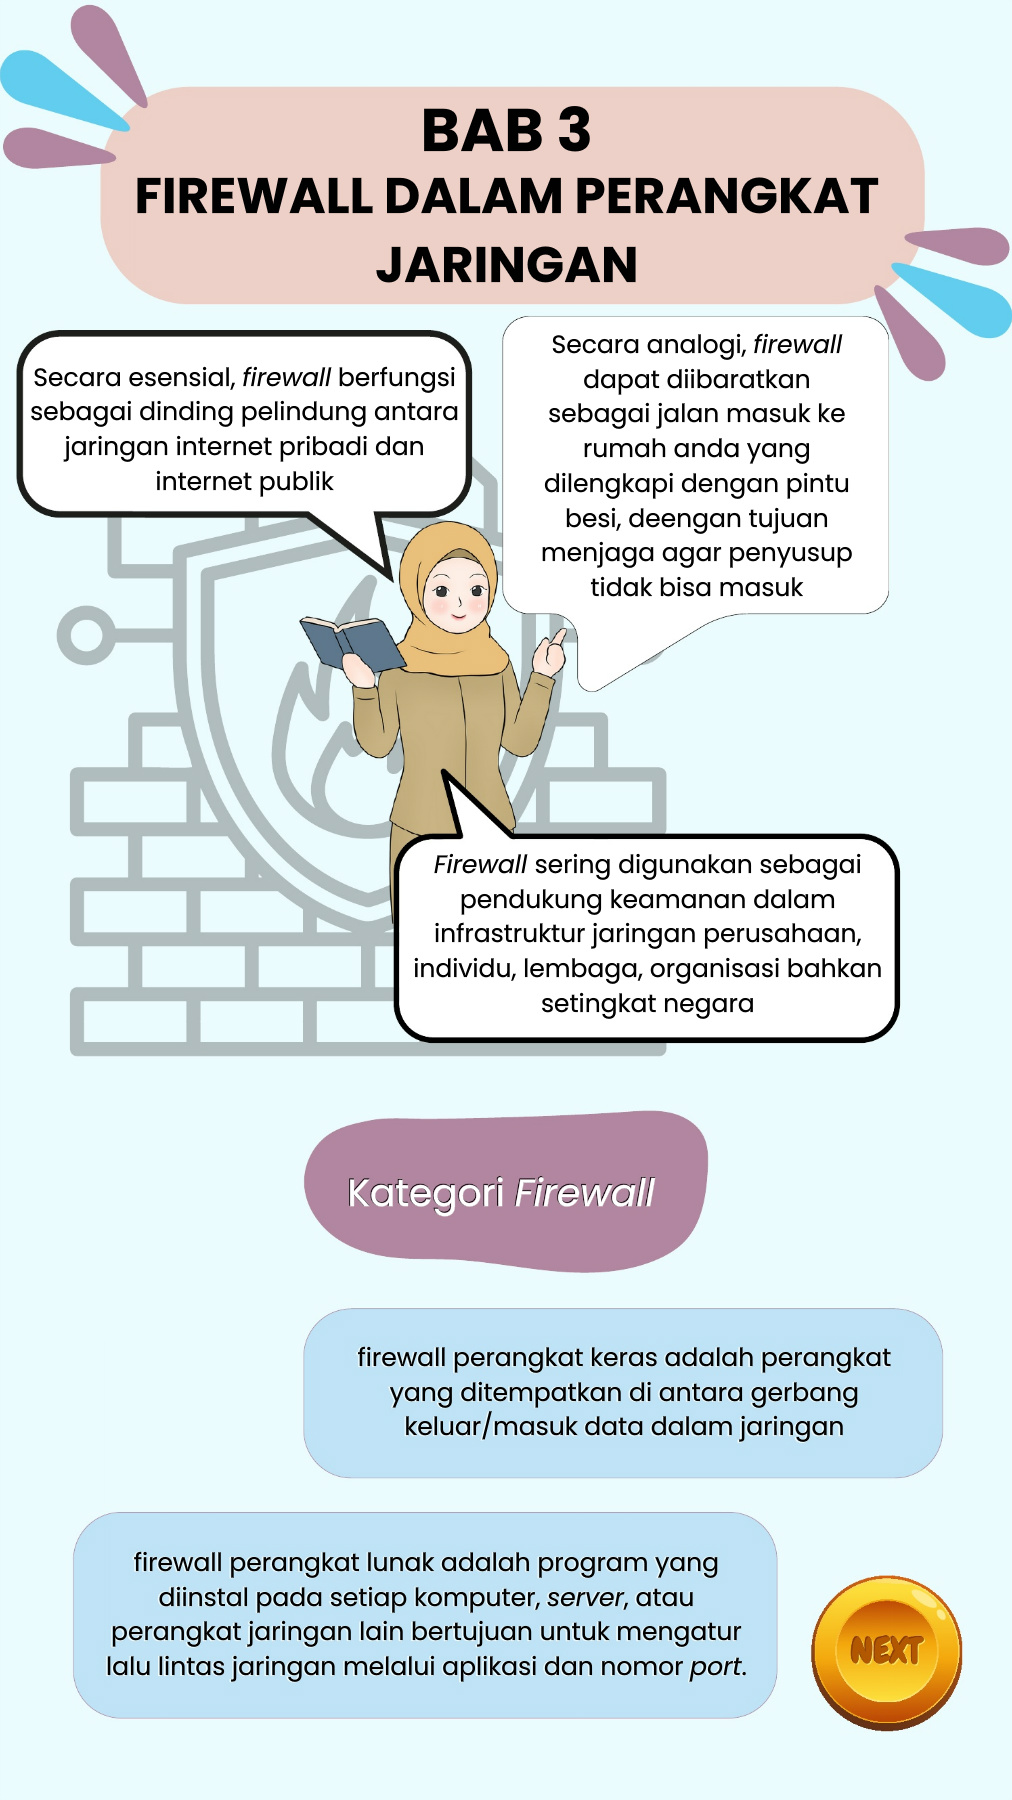 BAB 3
FIREWALL DALAM PERANGKAT
JARINGAN
Secara esensial, firewall berfungsi
sebagai dinding pelindung antara
jaringan internet pribadi dan
internet publik
Secara analogi, firewall
dapat diibaratkan
sebagai jalan masuk ke
rumah anda yang
dilengkapi dengan pintu
besi, deengan tujuan
menjaga agar penyusup
tidak bisa masuk
Firewall sering digunakan sebagai
pendukung keamanan dalam
infrastruktur jaringan perusahaan,
individu, lembaga, organisasi bahkan
setingkat negara
Kategori Firewall
firewall perangkat keras adalah perangkat
yang ditempatkan di antara gerbang
keluar/masuk data dalam jaringan
firewall perangkat lunak adalah program yang
diinstal pada setiap komputer, server, atau
perangkat jaringan lain bertujuan untuk mengatur
lalu lintas jaringan melalui aplikasi dan nomor port.
NEXT